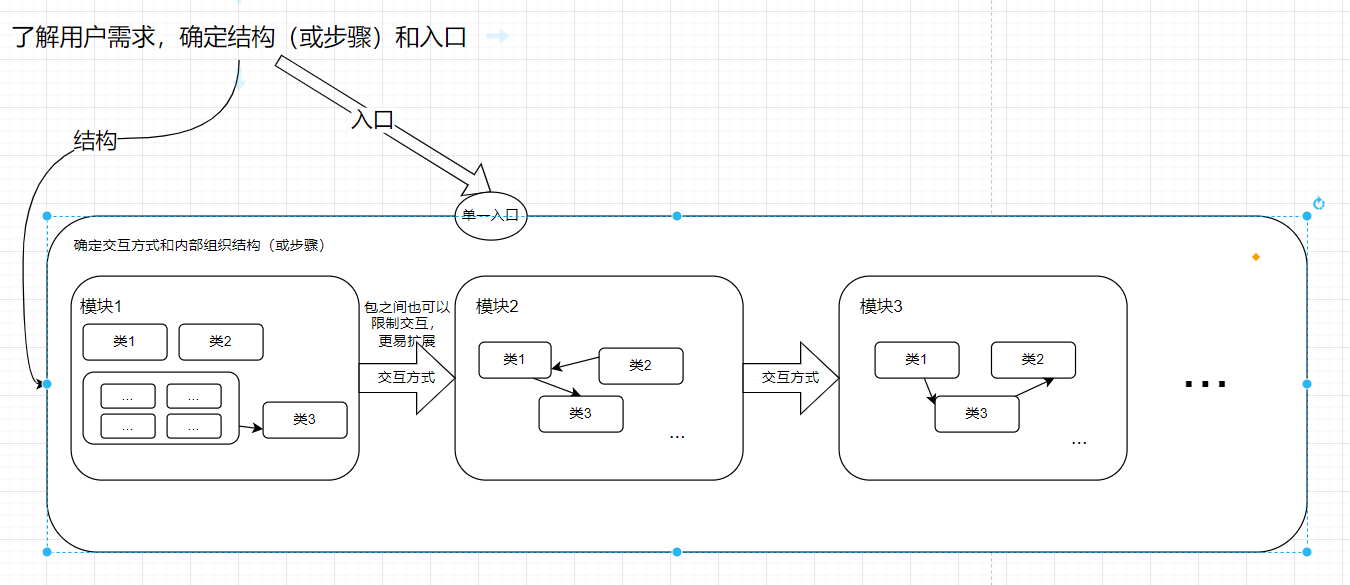 了解用户需求，确定结构（或步骤）和入口
入口
结构
单一入口
确定交互方式和内部组织结构（或步骤）
模块1
类1
类2
...
...
...
...
类3
包之间也可以
限制交互，
更易扩展
交互方式
模块2
类1
类2
类3
...
交互方式
模块3
类1
类2
类3
...
...